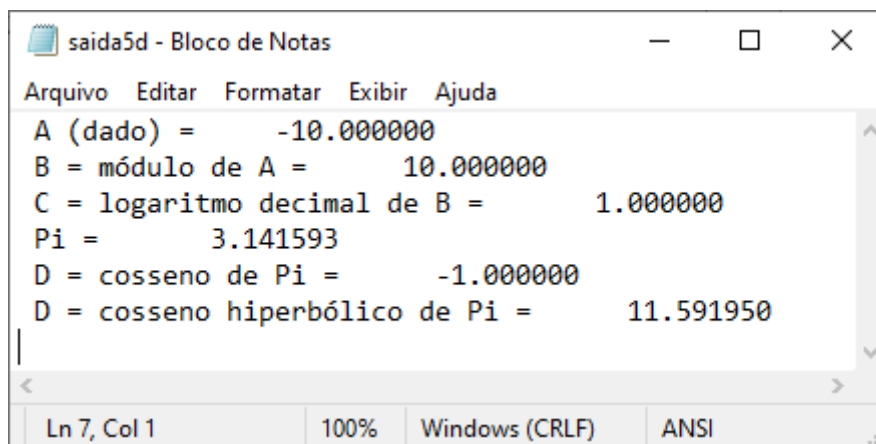 saida5d - Bloco de Notas
Arquivo Editar Formatar Exibir Ajuda
A (dado) =     -10.000000
B = módulo de A =      10.000000
C = logaritmo decimal de B =       1.000000
Pi =       3.141593
D = cosseno de Pi =      -1.000000
D = cosseno hiperbólico de Pi =      11.591950
Ln 7, Col 1 100% Windows (CRLF) ANSI